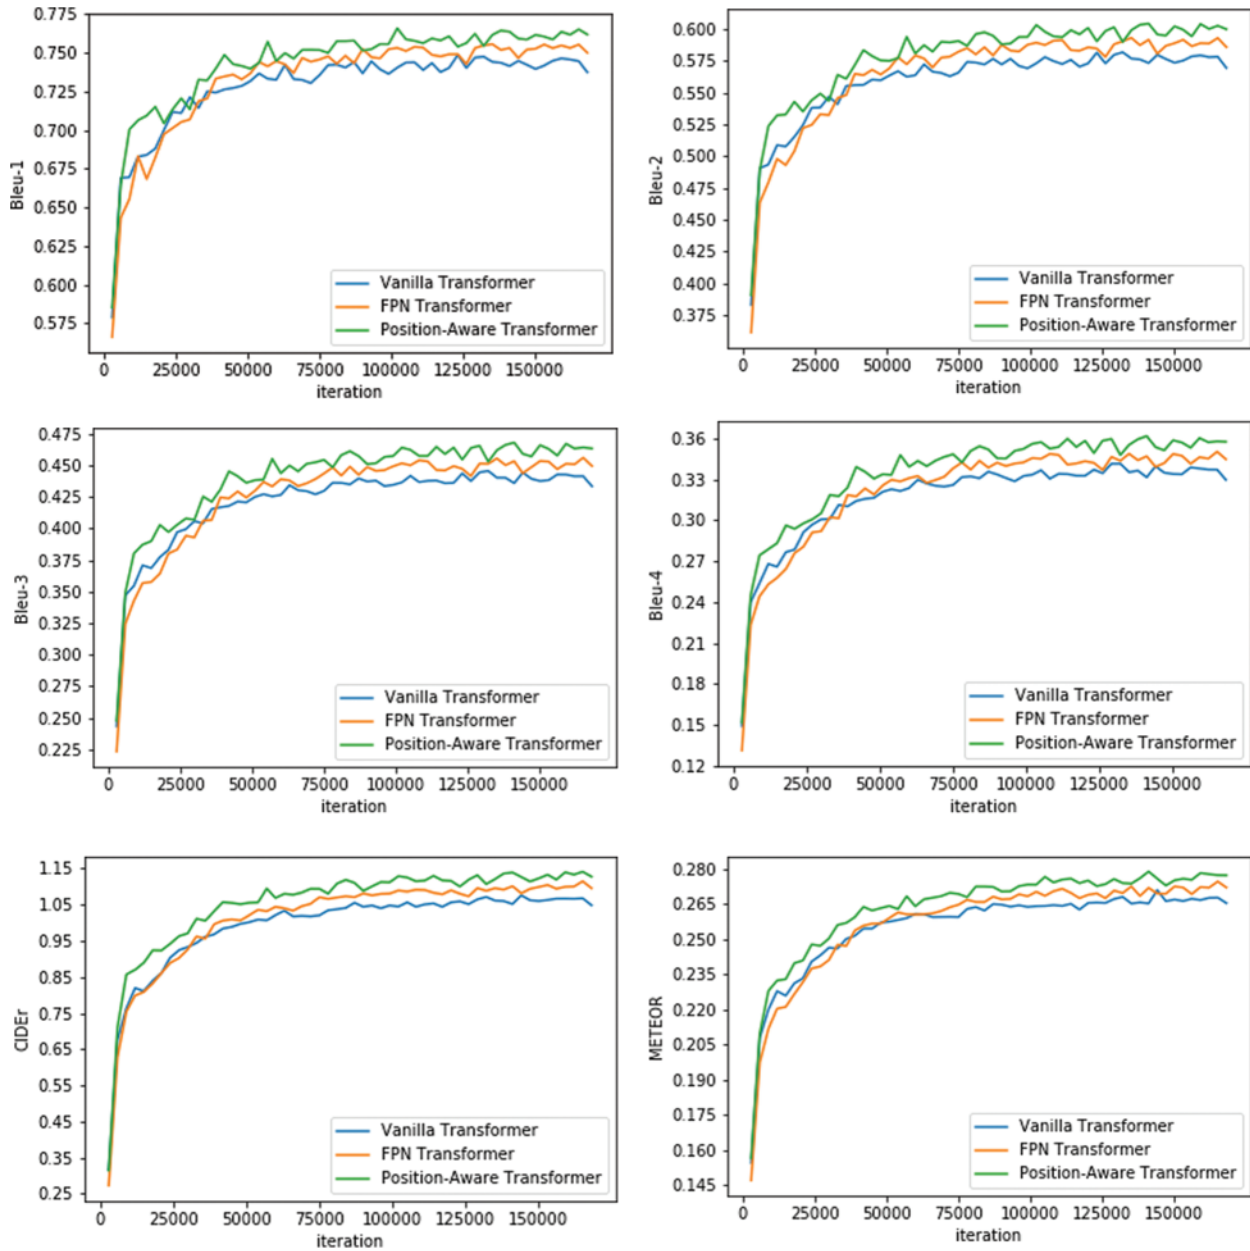 0.775
0.750
0.725
0.700
0.675
0.650
0.625
0.600
0.575
Bleu-1
Vanilla Transformer
FPN Transformer
Position-Aware Transformer
0 25000 50000 75000 100000 125000 150000
iteration
0.600
0.575
0.550
0.525
0.500
0.475
0.450
0.425
0.400
0.375
Bleu-2
Vanilla Transformer
FPN Transformer
Position-Aware Transformer
0 25000 50000 75000 100000 125000 150000
iteration
0.475
0.450
0.425
0.400
0.375
0.350
0.325
0.300
0.275
0.250
0.225
Bleu-3
Vanilla Transformer
FPN Transformer
Position-Aware Transformer
0 25000 50000 75000 100000 125000 150000
iteration
0.36
0.33
0.30
0.27
0.24
0.21
0.18
0.15
0.12
Bleu-4
Vanilla Transformer
FPN Transformer
Position-Aware Transformer
0 25000 50000 75000 100000 125000 150000
iteration
1.15
1.05
0.95
0.85
0.75
0.65
0.55
0.45
0.35
0.25
CIDEr
Vanilla Transformer
FPN Transformer
Position-Aware Transformer
0 25000 50000 75000 100000 125000 150000
iteration
0.280
0.265
0.250
0.235
0.220
0.205
0.190
0.175
0.160
0.145
METEOR
Vanilla Transformer
FPN Transformer
Position-Aware Transformer
0 25000 50000 75000 100000 125000 150000
iteration